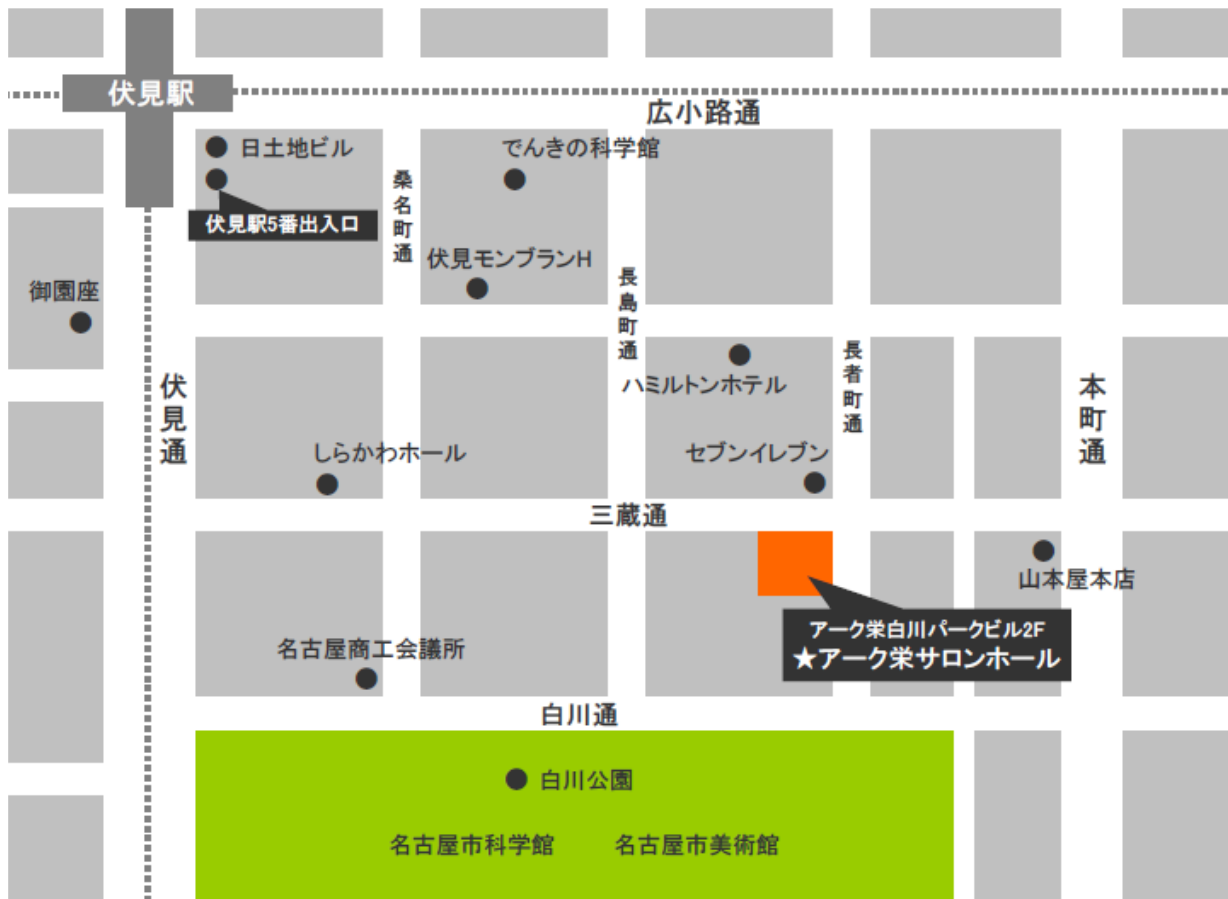 伏見駅
広小路通
日土地ビル
でんきの科学館
伏見駅5番出入口
桑名町通
伏見モンブランH
御園座
長島町通
長者町通
ハミルトンホテル
伏見通
本町通
しらかわホール
セブンイレブン
三蔵通
山本屋本店
アーク栄白川パークビル2F
★アーク栄サロンホール
名古屋商工会議所
白川通
白川公園
名古屋市科学館
名古屋市美術館